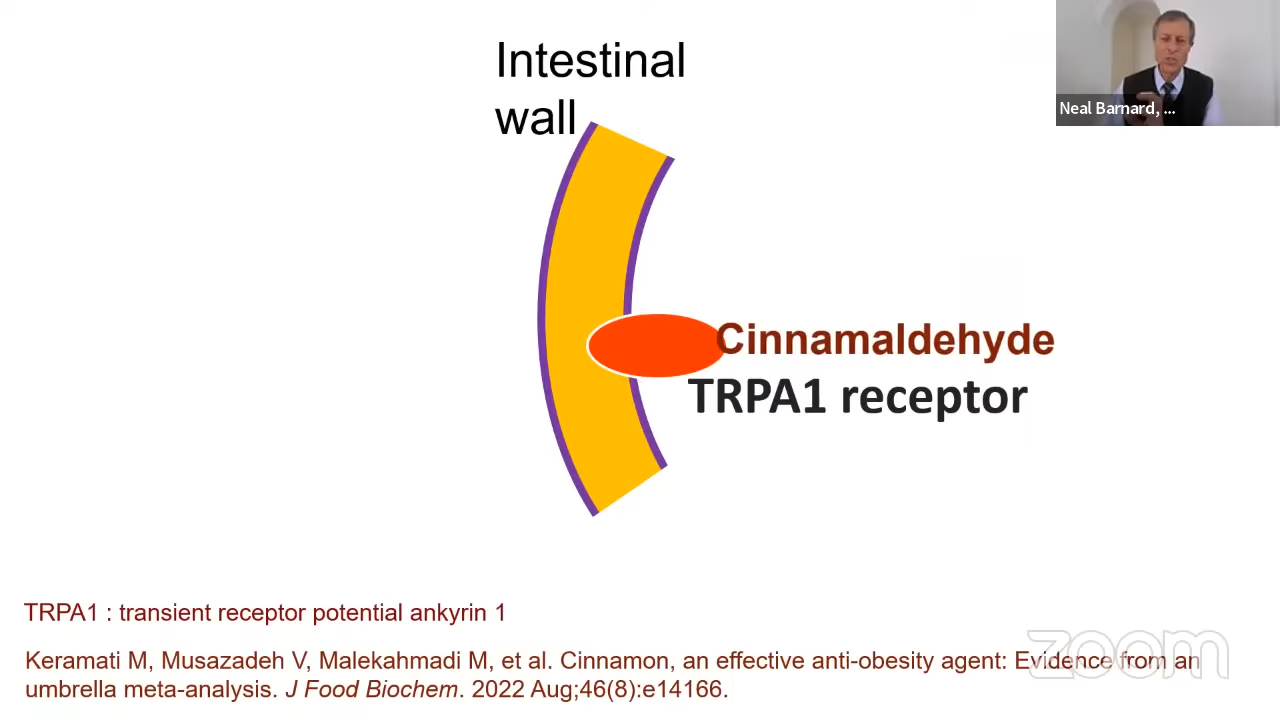 Intestinal
wall
Neal Barnard, ...
Cinnamaldehyde
TRPA1 receptor
TRPA1 : transient receptor potential ankyrin 1
Keramati M, Musazadeh V, Malekahmadi M, et al. Cinnamon, an effective anti-obesity agent: Evidence from an
umbrella meta-analysis. J Food Biochem. 2022 Aug;46(8):e14166.
zoom